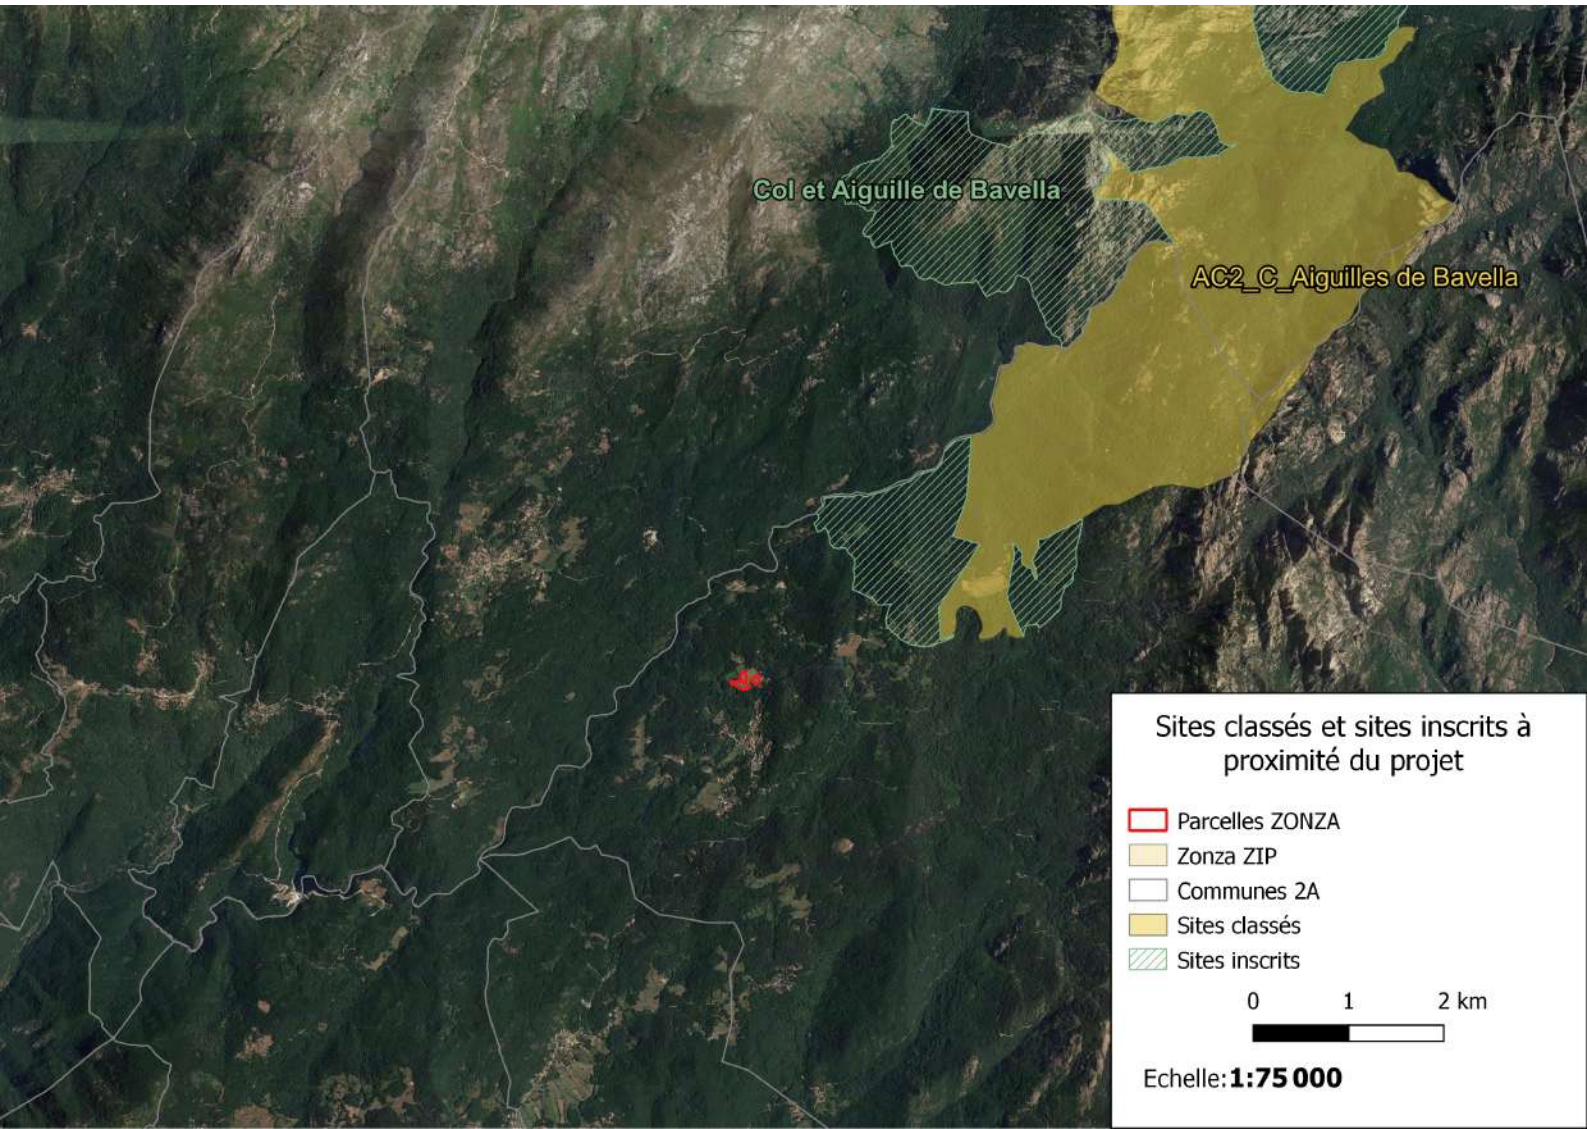 Col et Aiguille de Bavella
AC2_C_Aiguilles de Bavella
Sites classés et sites inscrits à
proximité du projet
Parcelles ZONZA
Zonza ZIP
Communes 2A
Sites classés
Sites inscrits
0 1 2 km
Echelle:1:75 000